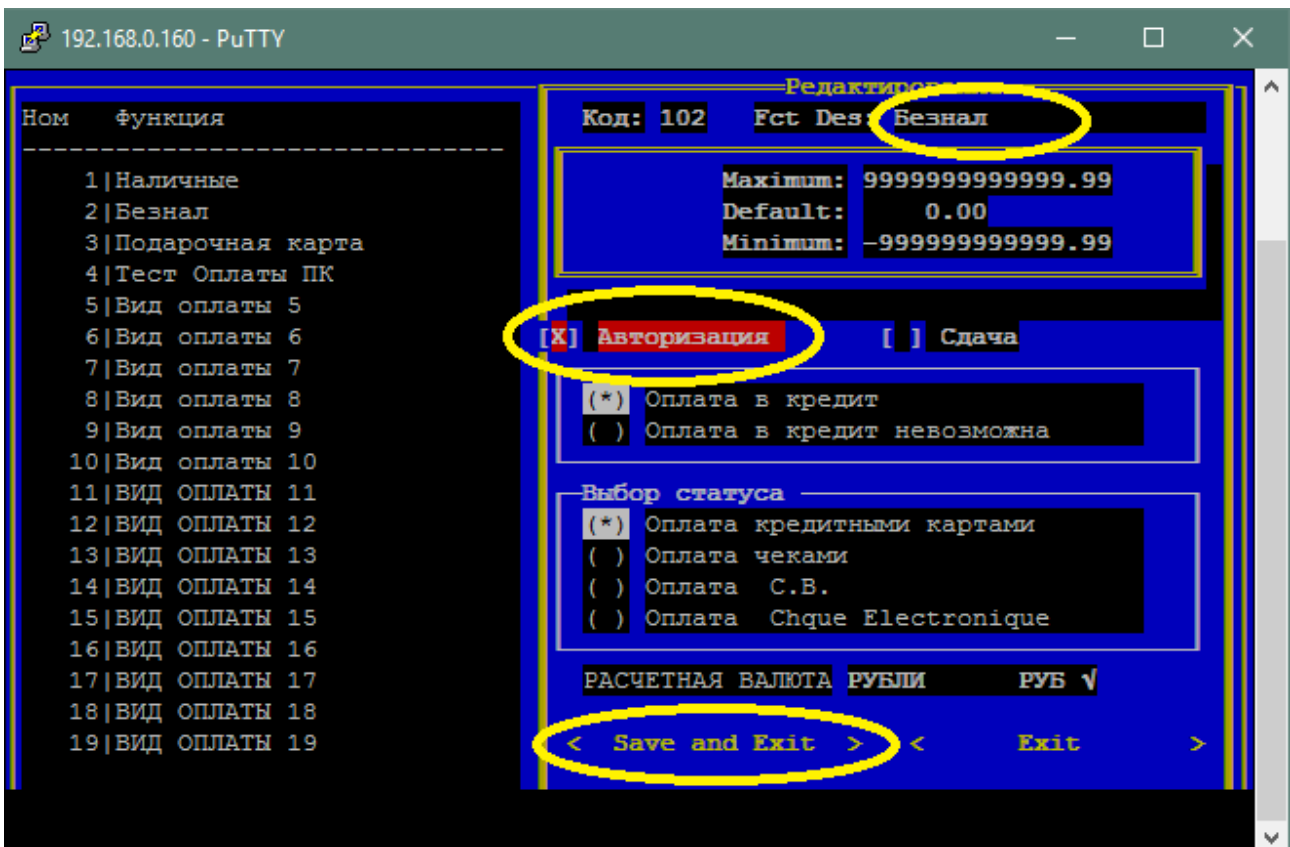 192.168.0.160 - PuTTY
Ном Функция
--------------------------------
1|Наличные
2|Безнал
3|Подарочная карта
4|Тест Оплаты ПК
5|Вид оплаты 5
6|Вид оплаты 6
7|Вид оплаты 7
8|Вид оплаты 8
9|Вид оплаты 9
10|Вид оплаты 10
11|ВИД ОПЛАТЫ 11
12|ВИД ОПЛАТЫ 12
13|ВИД ОПЛАТЫ 13
14|ВИД ОПЛАТЫ 14
15|ВИД ОПЛАТЫ 15
16|ВИД ОПЛАТЫ 16
17|ВИД ОПЛАТЫ 17
18|ВИД ОПЛАТЫ 18
19|ВИД ОПЛАТЫ 19
Код: 102 Fct Des: Безнал
Maximum: 9999999999999.99
Default: 0.00
Minimum: -999999999999.99
[X] Авторизация [ ] Сдача
(*) Оплата в кредит
( ) Оплата в кредит невозможна
Выбор статуса
(*) Оплата кредитными картами
( ) Оплата чеками
( ) Оплата С.В.
( ) Оплата Chque Electronique
РАСЧЕТНАЯ ВАЛЮТА РУБЛИ РУБ √
< Save and Exit > < Exit >